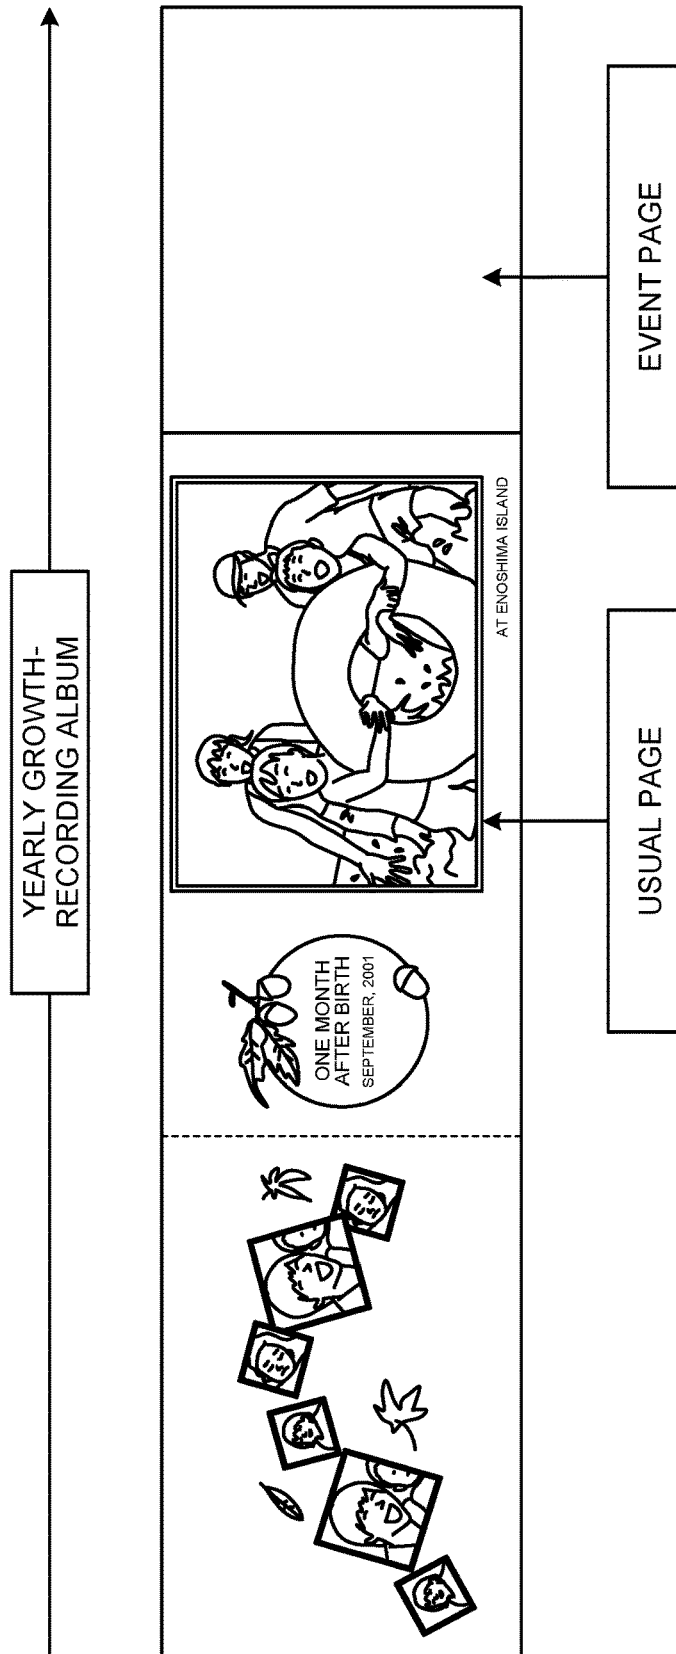 YEARLY GROWTH-
RECORDING ALBUM
ONE MONTH
AFTER BIRTH
SEPTEMBER, 2001
AT ENOSHIMA ISLAND
USUAL PAGE
EVENT PAGE